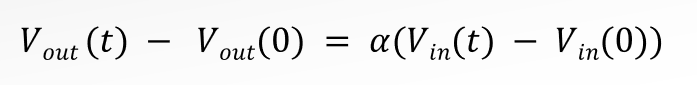 V_out(t) − V_out(0) = α(V_in(t) − V_in(0))